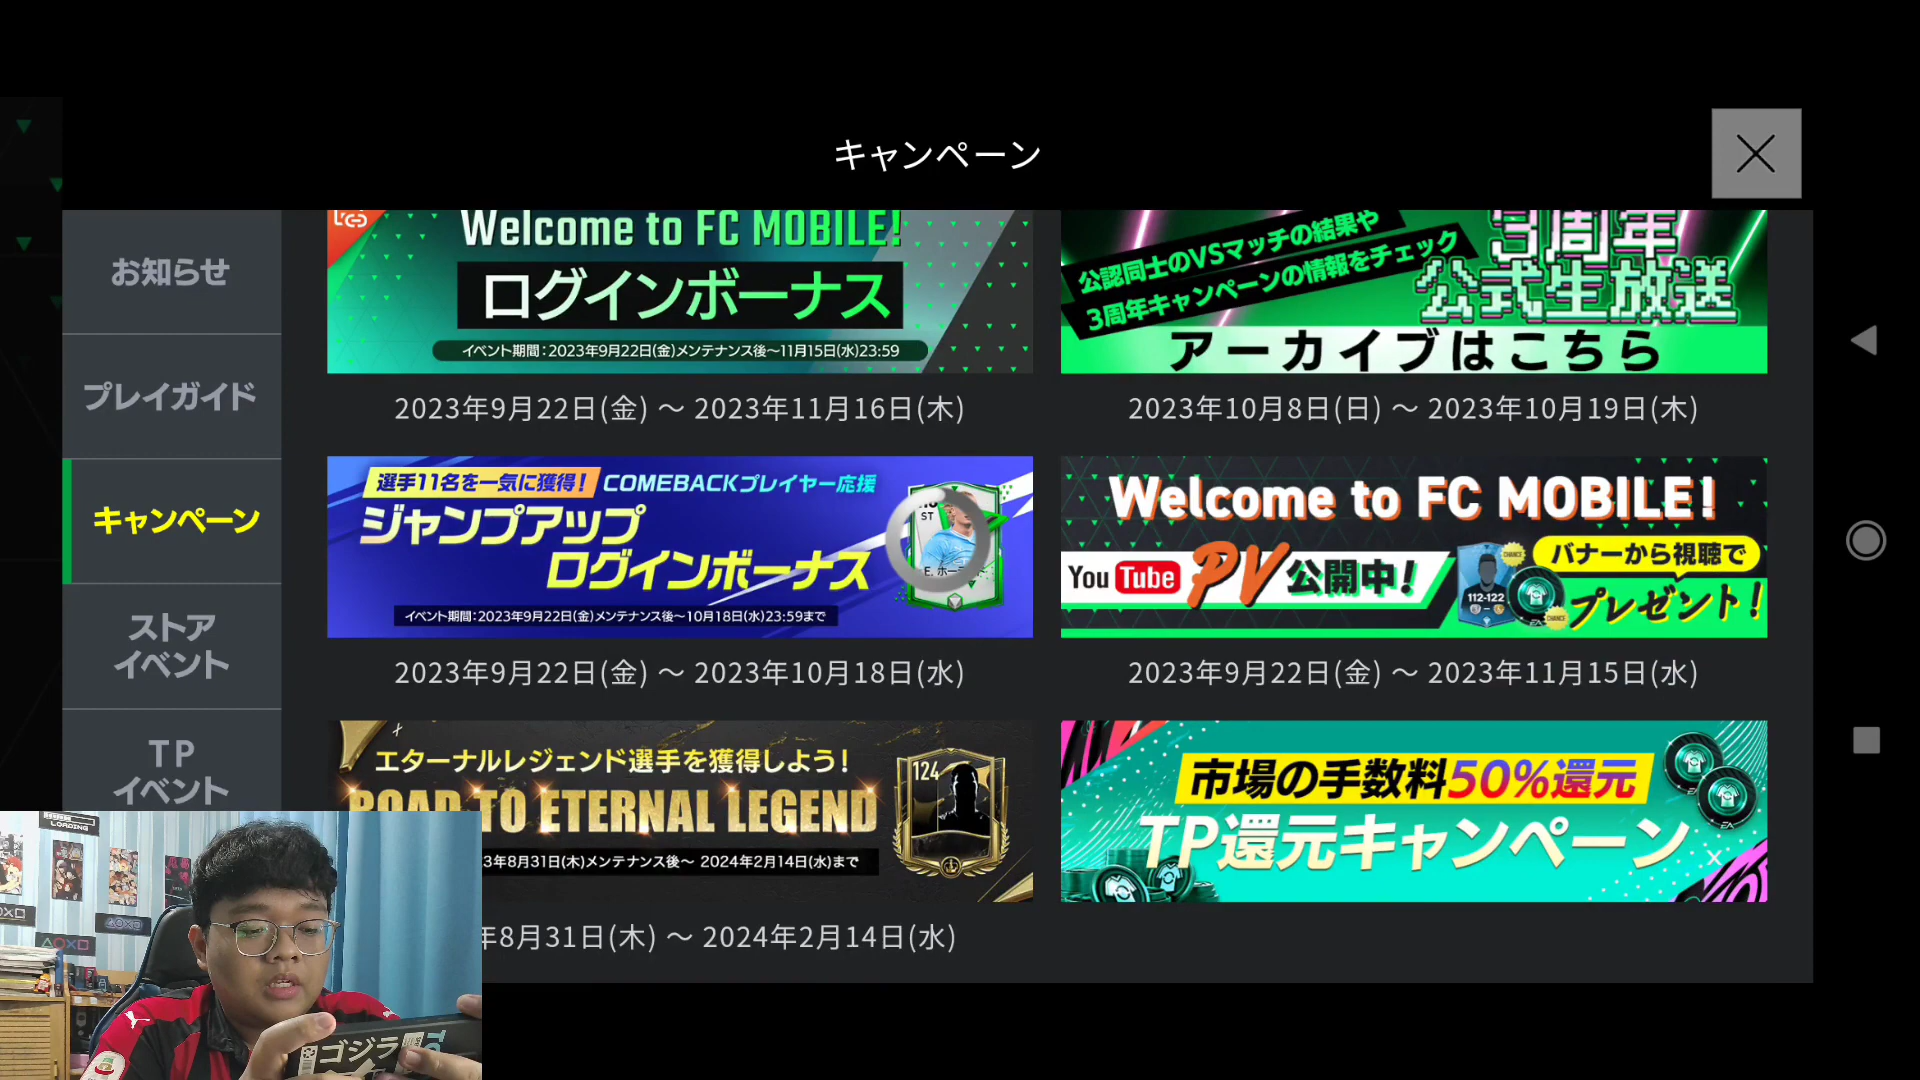 キャンペーン
お知らせ
プレイガイド
キャンペーン
ストア
イベント
TP
イベント
Welcome to FC MOBILE!
ログインボーナス
イベント期間：2023年9月22日(金)メンテナンス後～11月15日(水)23:59
2023年9月22日(金) ～ 2023年11月16日(木)
公認同士のVSマッチの結果や
3周年キャンペーンの情報をチェック
3周年
公式生放送
アーカイブはこちら
2023年10月8日(日) ～ 2023年10月19日(木)
選手11名を一気に獲得！ COMEBACKプレイヤー応援
ジャンプアップ
ログインボーナス
イベント期間：2023年9月22日(金)メンテナンス後～10月18日(水)23:59まで
ST
E. ホー
2023年9月22日(金) ～ 2023年10月18日(水)
Welcome to FC MOBILE!
YouTube PV公開中！
112-122
CHANCE
CHANCE
バナーから視聴で
プレゼント！
2023年9月22日(金) ～ 2023年11月15日(水)
エターナルレジェンド選手を獲得しよう！
ROAD TO ETERNAL LEGEND
3年8月31日(木)メンテナンス後～ 2024年2月14日(水)まで
124
年8月31日(木) ～ 2024年2月14日(水)
市場の手数料50%還元
TP還元キャンペーン
LOADING
ゴジラ